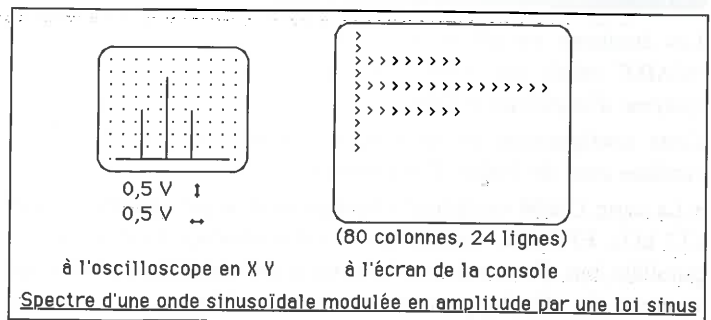 >
>
> > > > > > > > >
>
> > > > > > > > > > > > > > > > >
>
> > > > > > > > >
>
>
>
0,5 V ↕
0,5 V ↔
(80 colonnes, 24 lignes)
à l'oscilloscope en X Y
à l'écran de la console
Spectre d'une onde sinusoïdale modulée en amplitude par une loi sinus